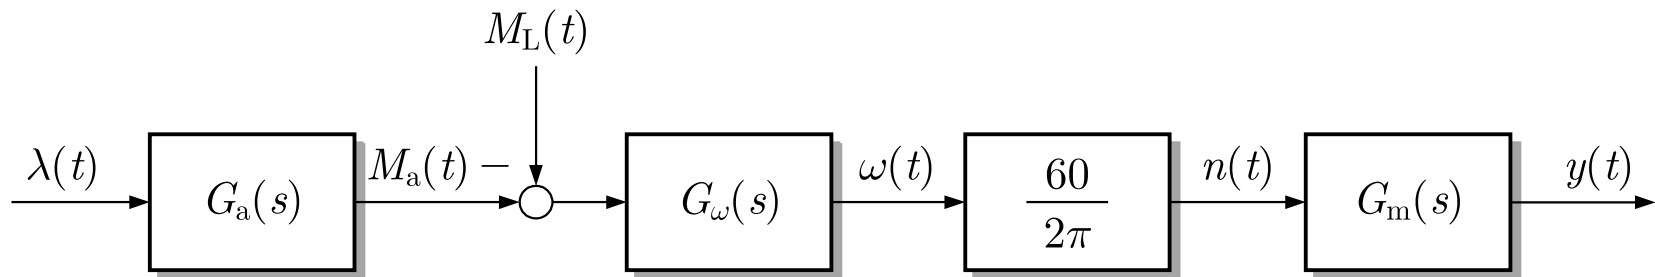 M_L(t)
λ(t) G_a(s) M_a(t) − G_ω(s) ω(t) 60/2π n(t) G_m(s) y(t)